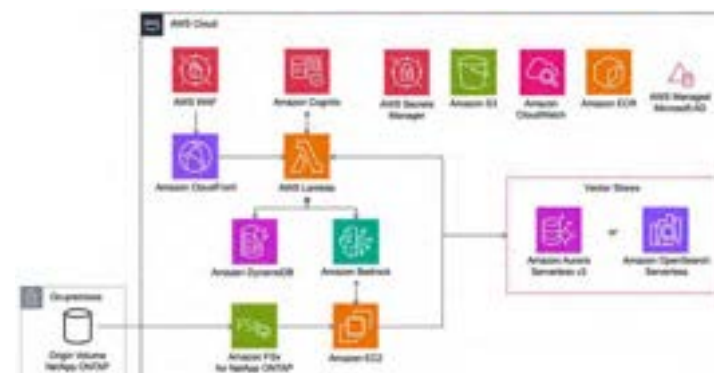 AWS Cloud
AWS WAF
Amazon Cognito
AWS Secrets
Manager
Amazon S3
Amazon
CloudWatch
Amazon ECR
AWS Managed
Microsoft AD
Amazon CloudFront
AWS Lambda
Vector Stores
or
Amazon Aurora
Serverless v2
Amazon OpenSearch
Serverless
Amazon DynamoDB
Amazon Bedrock
On-premises
Origin Volume
NetApp ONTAP
FSx
Amazon FSx
for NetApp ONTAP
Amazon EC2